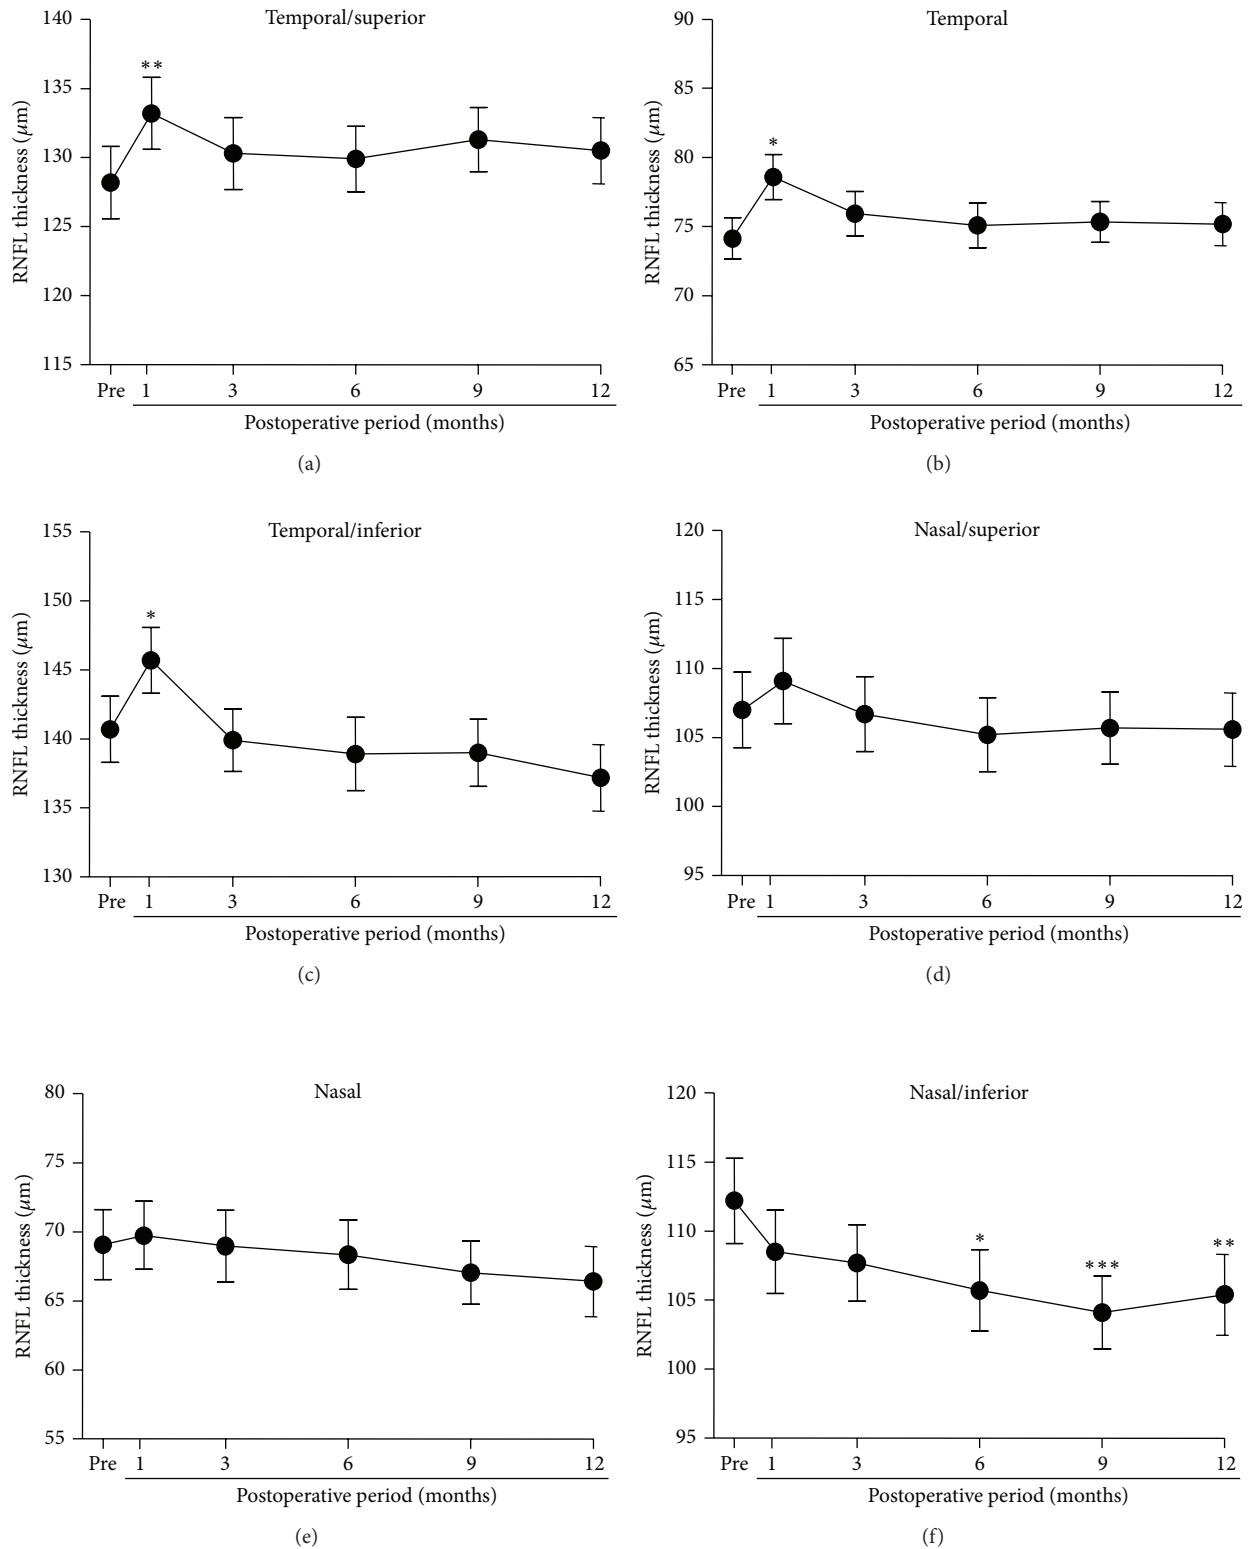 Temporal/superior
140
135
130
125
120
115
RNFL thickness (μm)
**
Pre 1 3 6 9 12
Postoperative period (months)
(a)
Temporal
90
85
80
75
70
65
RNFL thickness (μm)
*
Pre 1 3 6 9 12
Postoperative period (months)
(b)
Temporal/inferior
155
150
145
140
135
130
RNFL thickness (μm)
*
Pre 1 3 6 9 12
Postoperative period (months)
(c)
Nasal/superior
120
115
110
105
100
95
RNFL thickness (μm)
Pre 1 3 6 9 12
Postoperative period (months)
(d)
Nasal
80
75
70
65
60
55
RNFL thickness (μm)
Pre 1 3 6 9 12
Postoperative period (months)
(e)
Nasal/inferior
120
115
110
105
100
95
RNFL thickness (μm)
* *** **
Pre 1 3 6 9 12
Postoperative period (months)
(f)